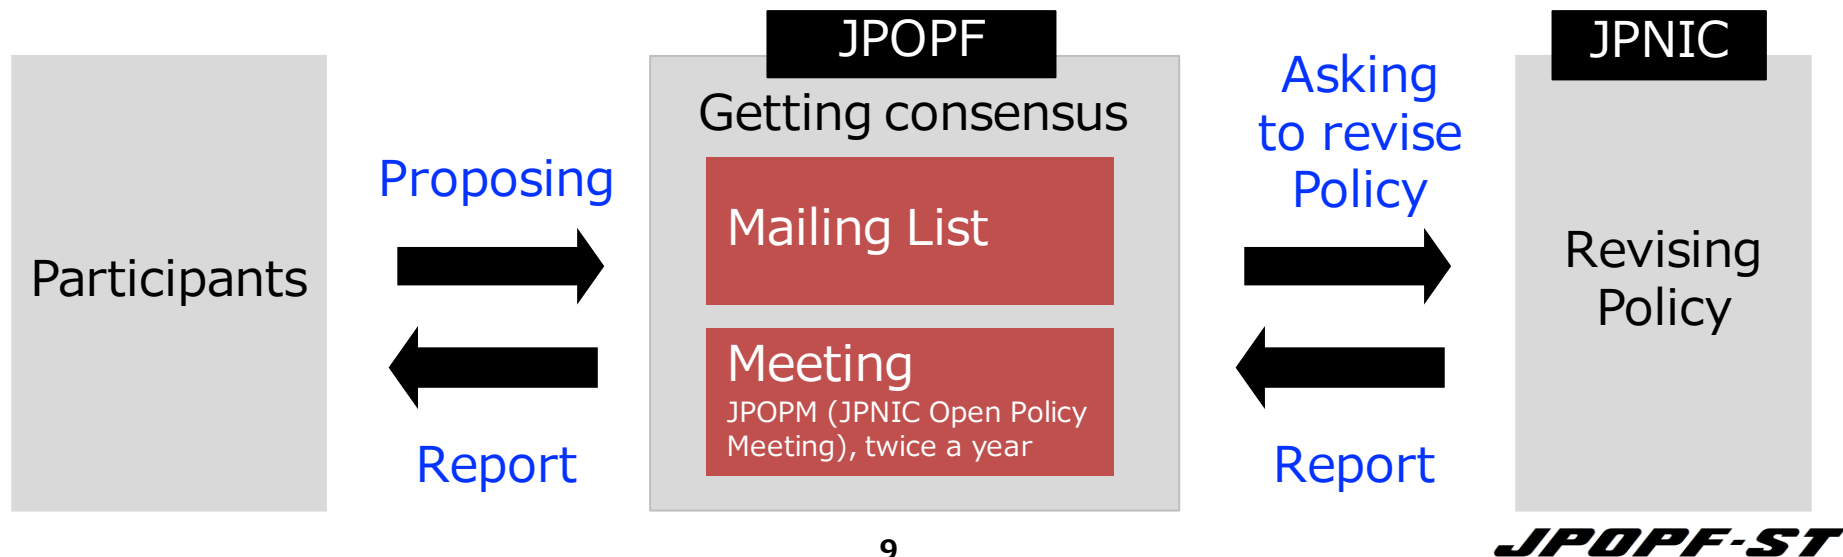 Participants
Proposing
Report
JPOPF
Getting consensus
Mailing List
Meeting
JPOPM (JPNIC Open Policy
Meeting), twice a year
Asking
to revise
Policy
Report
JPNIC
Revising
Policy
9
JPOPF-ST